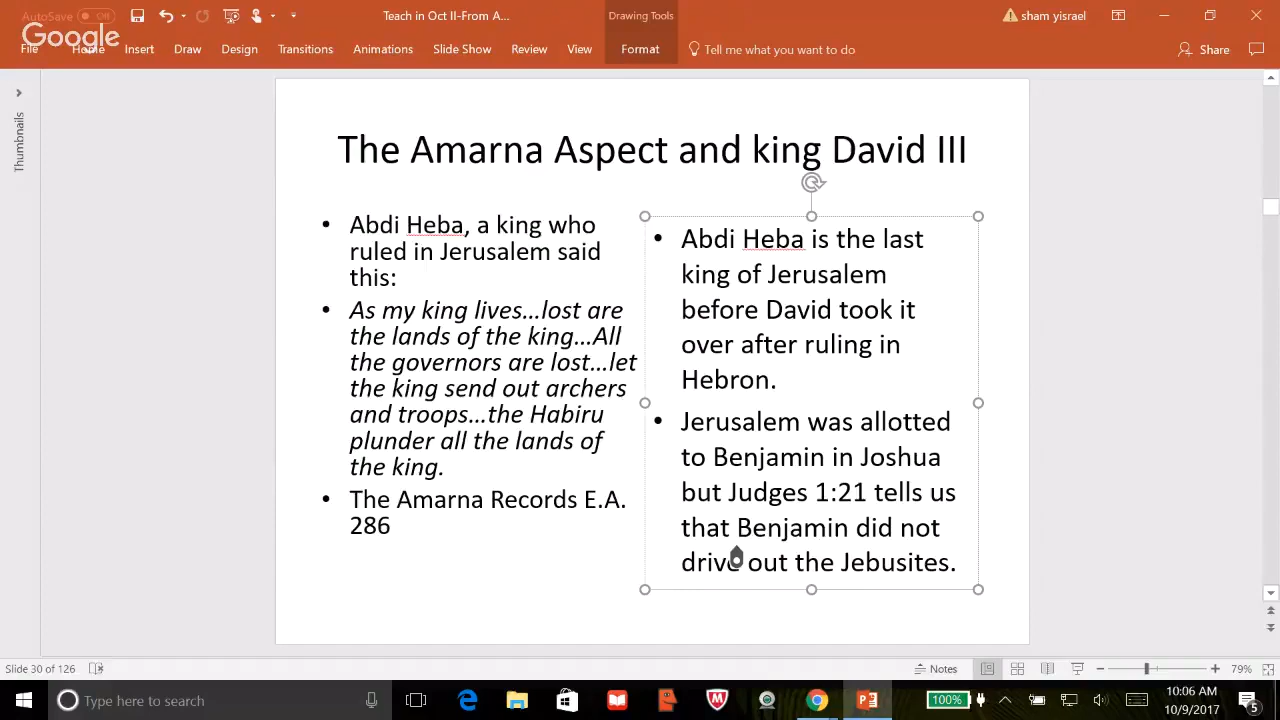 AutoSave Off
Teach in Oct II-From A...
Drawing Tools
sham yisrael
Google
File Home Insert Draw Design Transitions Animations Slide Show Review View Format Tell me what you want to do Share
Thumbnails
The Amarna Aspect and king David III
• Abdi Heba, a king who
ruled in Jerusalem said
this:
• As my king lives...lost are
the lands of the king...All
the governors are lost...let
the king send out archers
and troops...the Habiru
plunder all the lands of
the king.
• The Amarna Records E.A.
286
• Abdi Heba is the last
king of Jerusalem
before David took it
over after ruling in
Hebron.
• Jerusalem was allotted
to Benjamin in Joshua
but Judges 1:21 tells us
that Benjamin did not
drive out the Jebusites.
Slide 30 of 126
Notes
79%
Type here to search
100%
10:06 AM
10/9/2017
5